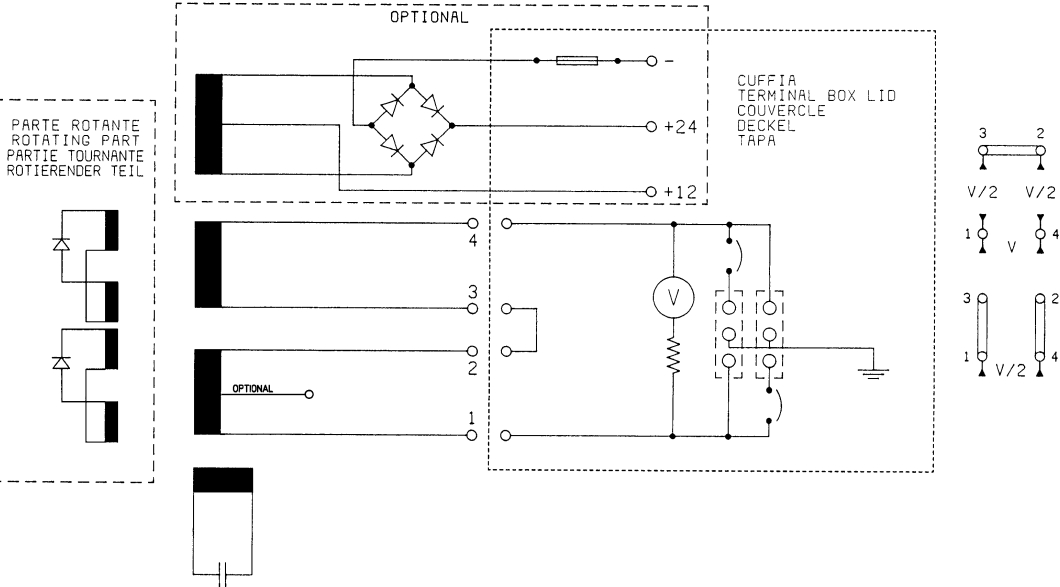 OPTIONAL
-
+24
+12
CUFFIA
TERMINAL BOX LID
COUVERCLE
DECKEL
TAPA
PARTE ROTANTE
ROTATING PART
PARTIE TOURNANTE
ROTIERENDER TEIL
4
3
2
1
OPTIONAL
V
3 2
V/2 V/2
1 V 4
3 2
1 V/2 4